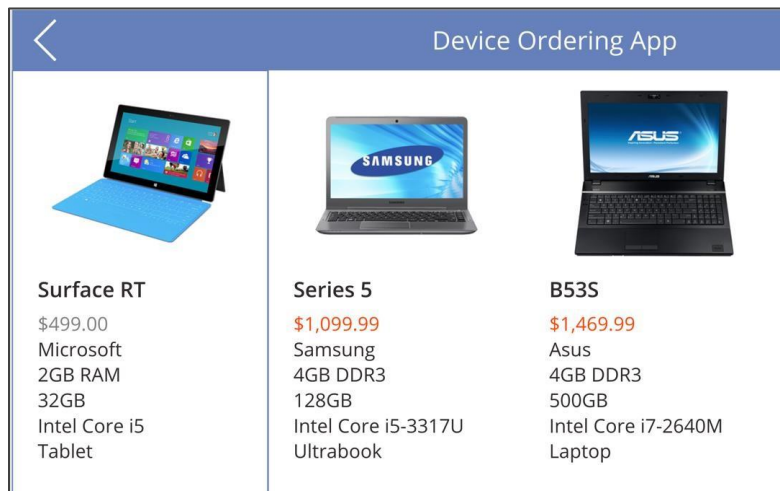 Device Ordering App
SAMSUNG
ASUS
Surface RT
$499.00
Microsoft
2GB RAM
32GB
Intel Core i5
Tablet
Series 5
$1,099.99
Samsung
4GB DDR3
128GB
Intel Core i5-3317U
Ultrabook
B53S
$1,469.99
Asus
4GB DDR3
500GB
Intel Core i7-2640M
Laptop